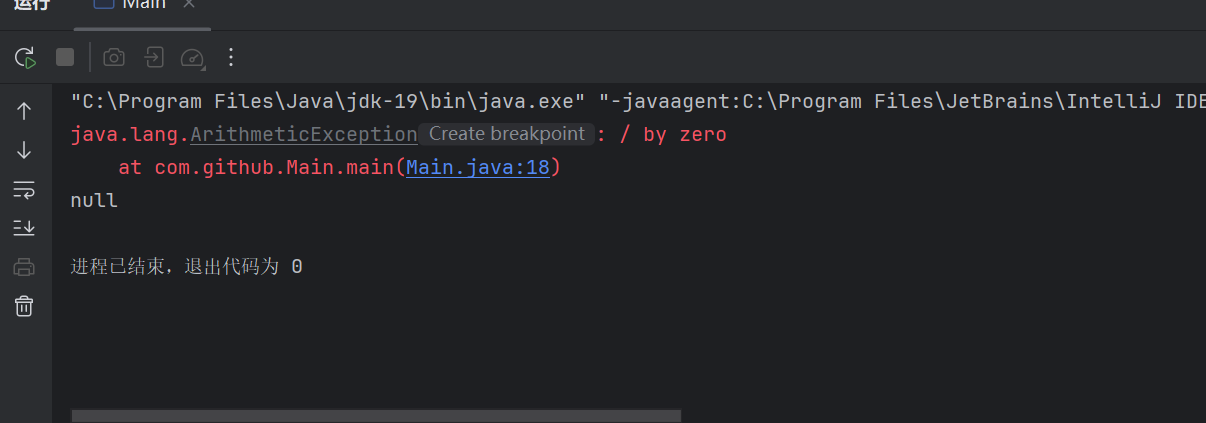 运行 Main
"C:\Program Files\Java\jdk-19\bin\java.exe" "-javaagent:C:\Program Files\JetBrains\IntelliJ IDE
java.lang.ArithmeticException Create breakpoint : / by zero
at com.github.Main.main(Main.java:18)
null
进程已结束，退出代码为 0